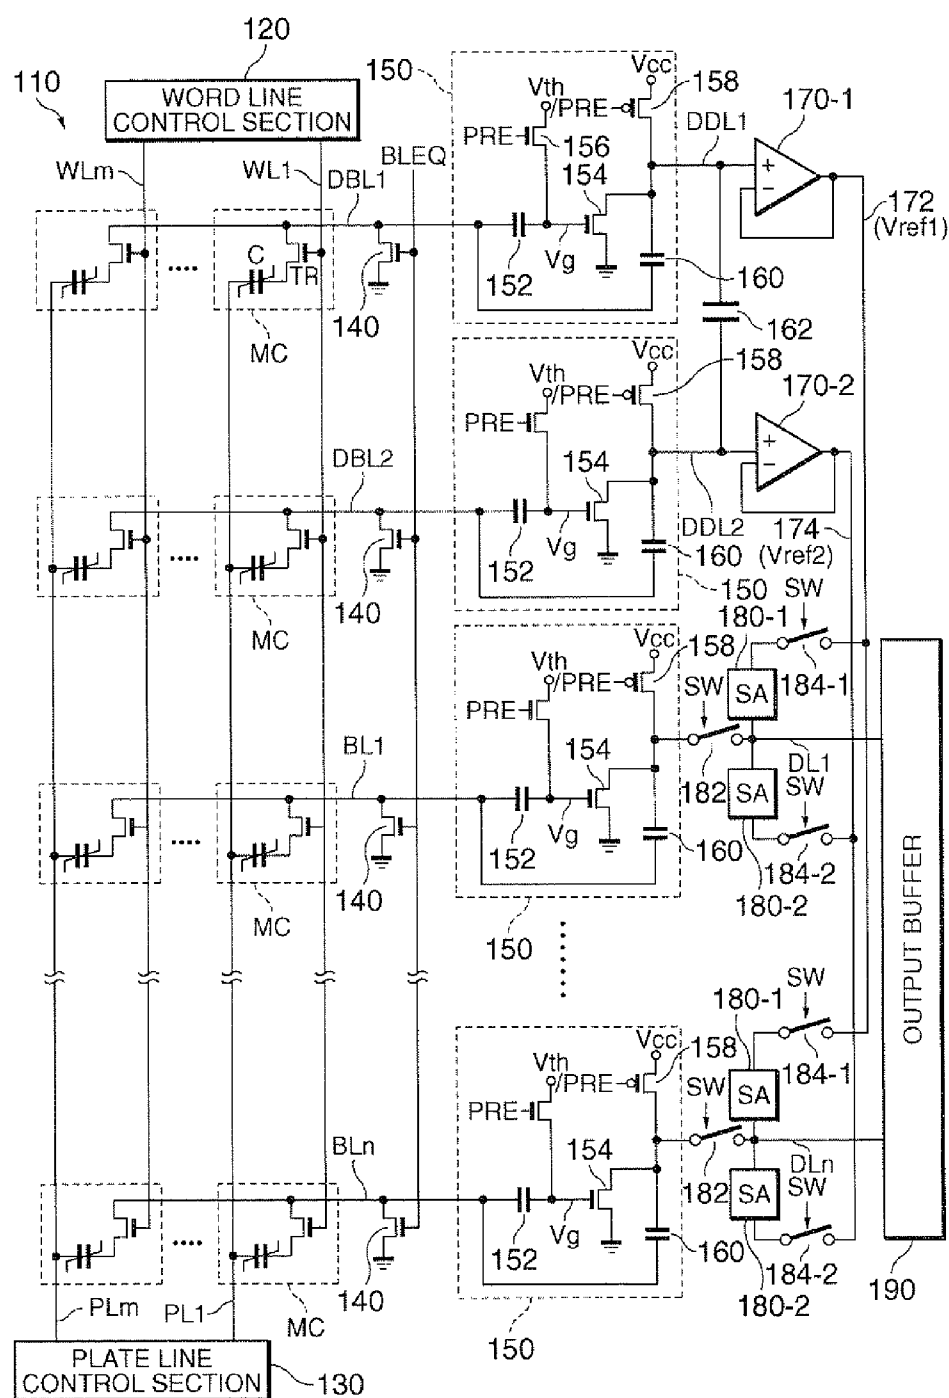 120
110
WORD LINE
CONTROL SECTION
150
Vcc
158
Vth
/PRE
PRE
156
154
DDL1
170-1
+
−
WLm
WL1
DBL1
BLEQ
172
(Vref1)
C
TR
....
140
152
Vg
160
162
MC
Vcc
158
Vth
/PRE
PRE
170-2
+
−
DBL2
154
DDL2
174
(Vref2)
....
140
152
Vg
160
150
MC
SW
180-1
Vcc
158
Vth
/PRE
PRE
SW
SA
184-1
BL1
154
DL1
182
SA
SW
....
140
152
Vg
160
184-2
180-2
MC
150
OUTPUT BUFFER
SW
180-1
Vcc
158
Vth
/PRE
PRE
SW
SA
184-1
BLn
154
DLn
182
SA
SW
....
140
152
Vg
160
184-2
180-2
190
PLm
PL1
MC
150
PLATE LINE
CONTROL SECTION
130